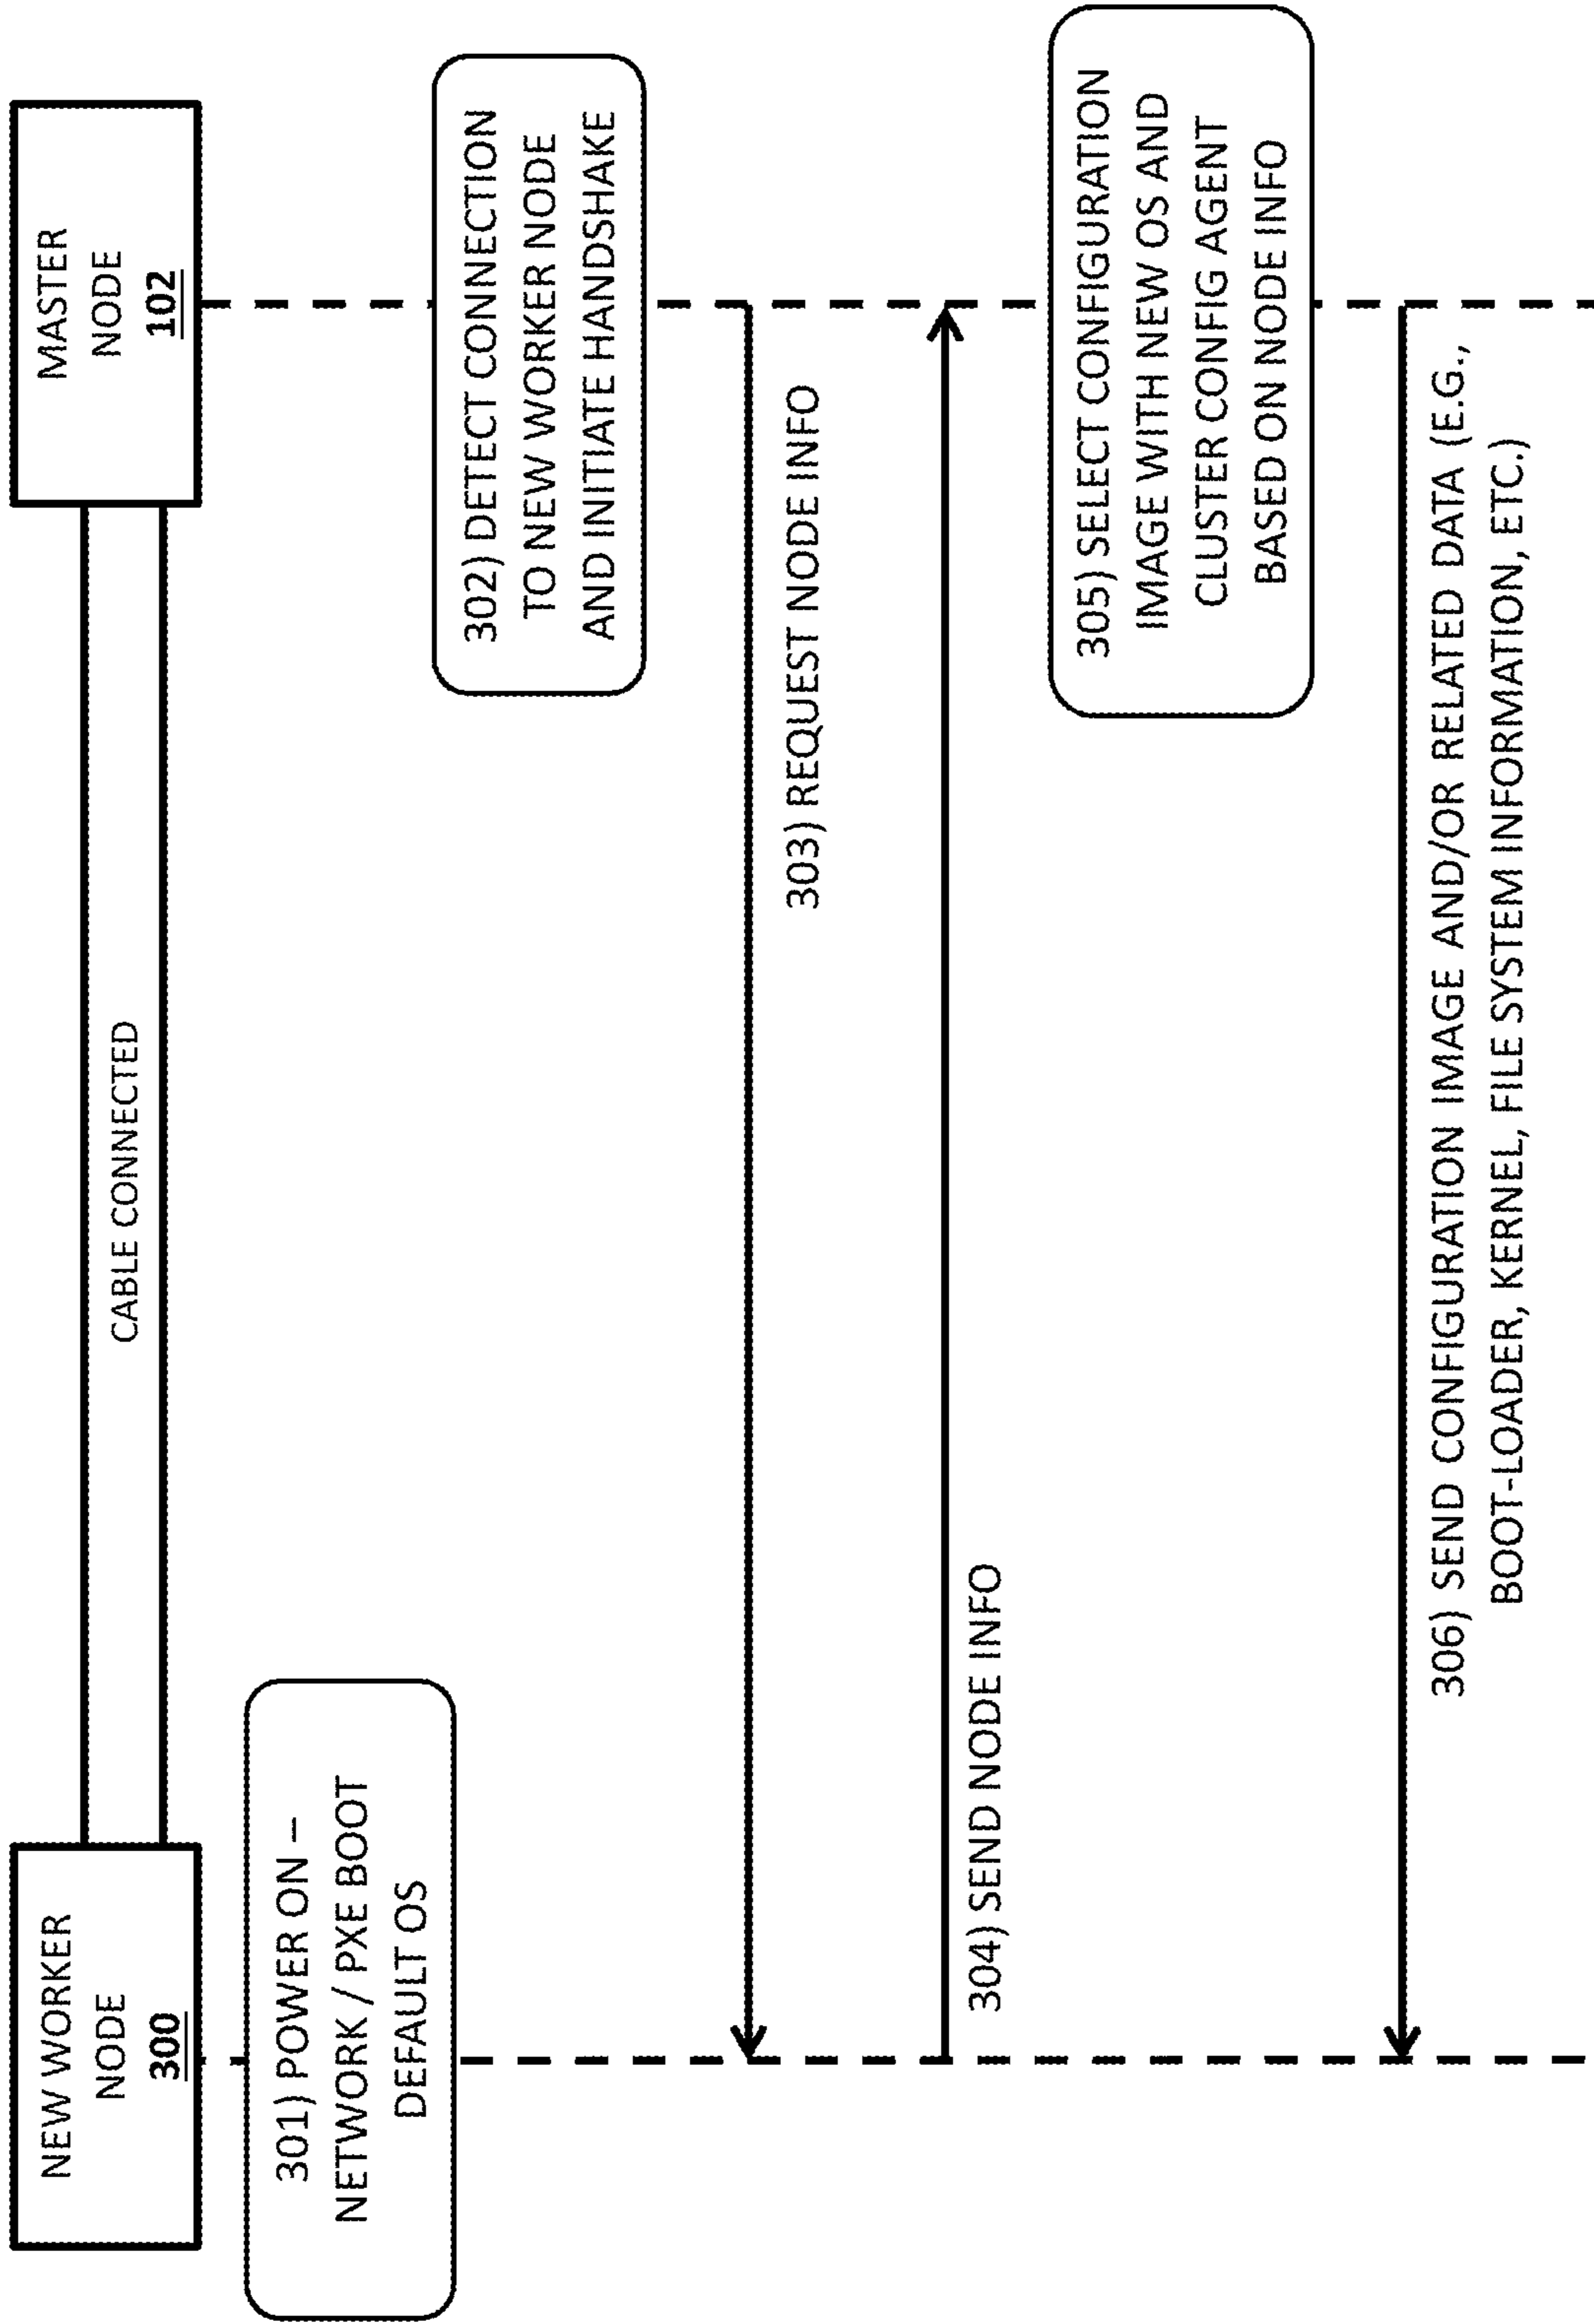 NEW WORKER
NODE
300
CABLE CONNECTED
MASTER
NODE
102
301) POWER ON –
NETWORK / PXE BOOT
DEFAULT OS
302) DETECT CONNECTION
TO NEW WORKER NODE
AND INITIATE HANDSHAKE
303) REQUEST NODE INFO
304) SEND NODE INFO
305) SELECT CONFIGURATION
IMAGE WITH NEW OS AND
CLUSTER CONFIG AGENT
BASED ON NODE INFO
306) SEND CONFIGURATION IMAGE AND/OR RELATED DATA (E.G.,
BOOT-LOADER, KERNEL, FILE SYSTEM INFORMATION, ETC.)